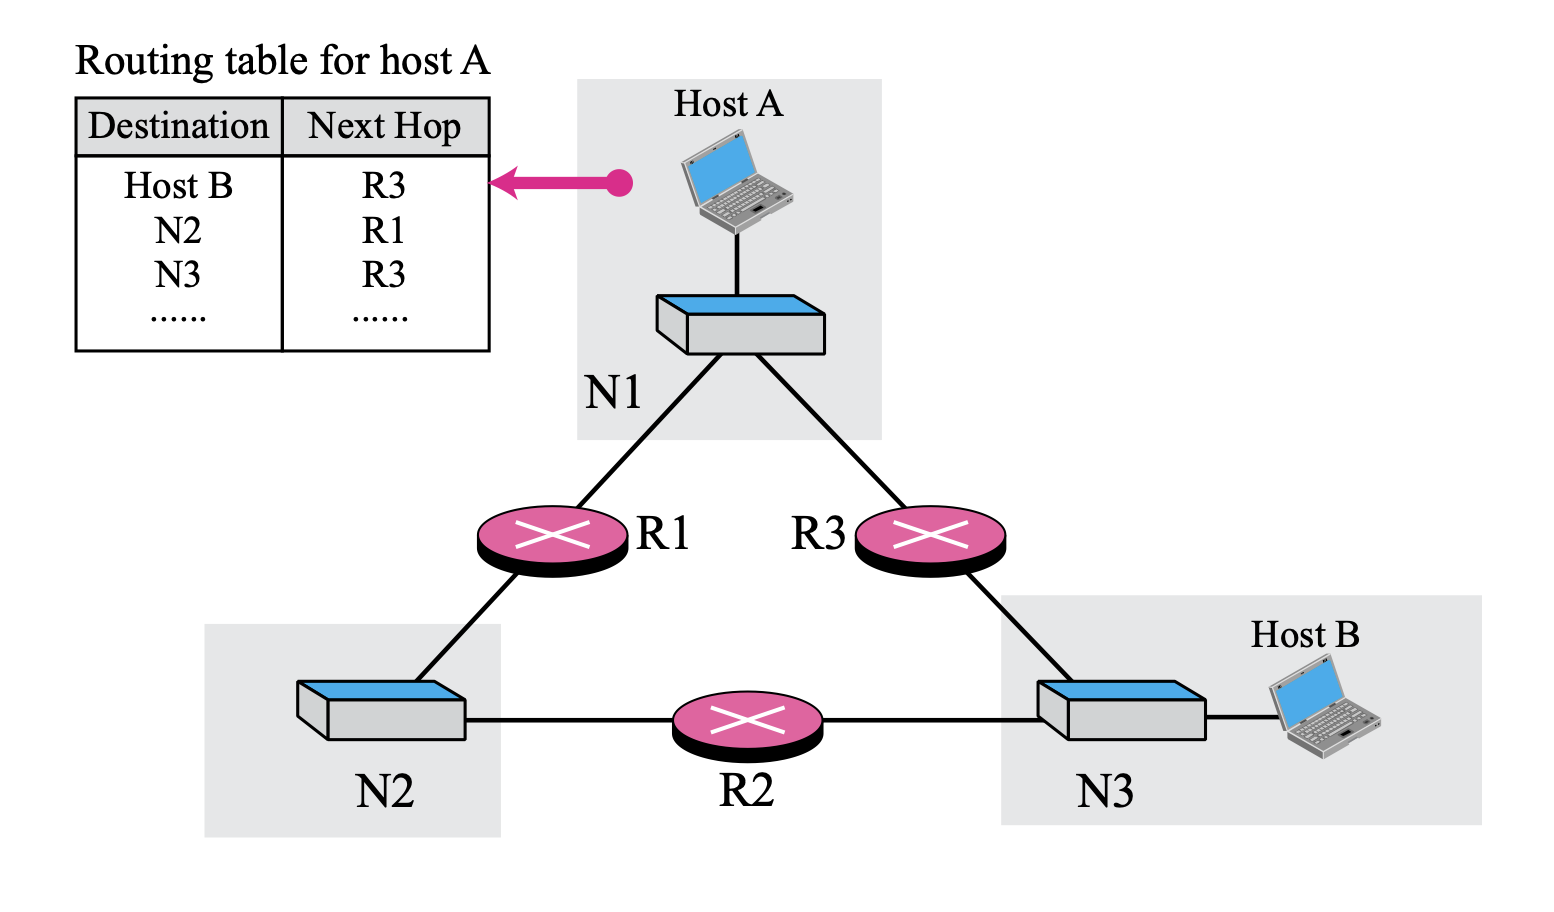 Routing table for host A
Destination Next Hop
Host B R3
N2 R1
N3 R3
...... ......
Host A
N1
R1 R3
Host B
N2 R2 N3